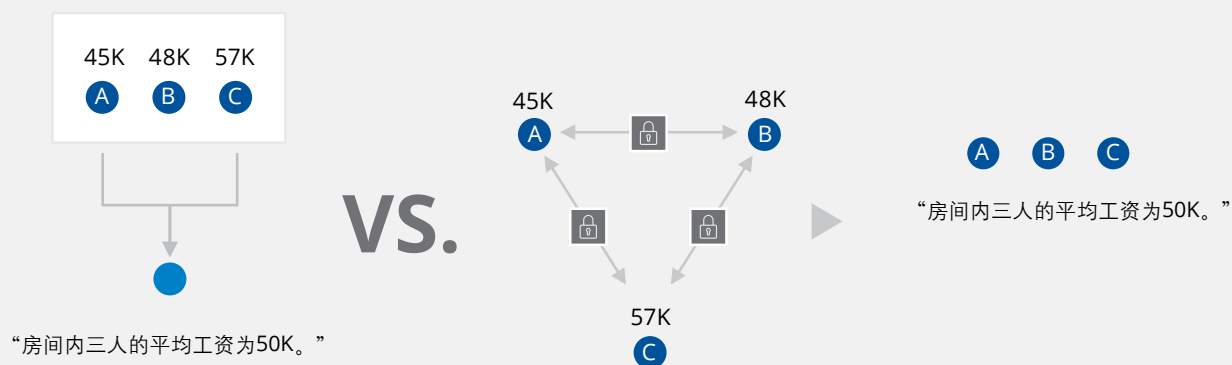 45K 48K 57K
A B C
“房间内三人的平均工资为50K。”
VS.
45K 48K
A B
57K
C
A B C
“房间内三人的平均工资为50K。”